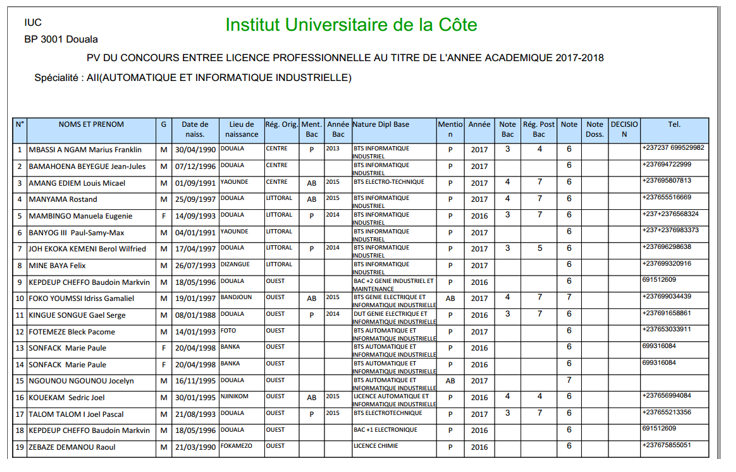 IUC
Institut Universitaire de la Côte
BP 3001 Douala
PV DU CONCOURS ENTREE LICENCE PROFESSIONNELLE AU TITRE DE L'ANNEE ACADEMIQUE 2017-2018
Spécialité : AII(AUTOMATIQUE ET INFORMATIQUE INDUSTRIELLE)
N° NOMS ET PRENOM G Date de naiss. Lieu de naissance Rég. Orig. Ment. Bac Année Bac Nature Dipl Base Mention Année Note Bac Rég. Post Bac Note Note Doss. DECISION Tel.
1 MBASSI A NGAM Marius Franklin M 30/04/1990 DOUALA CENTRE P 2013 BTS INFORMATIQUE INDUSTRIEL P 2017 3 4 6 +237237 699529982
2 BAMAHOENA BEYEGUE Jean-Jules M 07/12/1996 DOUALA CENTRE BTS INFORMATIQUE INDUSTRIEL P 2017 6 +237694722999
3 AMANG EDIEM Louis Micael M 01/09/1991 YAOUNDE CENTRE AB 2015 BTS ELECTRO-TECHNIQUE P 2017 4 7 6 +237695807813
4 MANYAMA Rostand M 25/09/1997 DOUALA LITTORAL AB 2015 BTS INFORMATIQUE INDUSTRIEL P 2017 4 7 6 +237655516669
5 MAMBINGO Manuela Eugenie F 14/09/1993 DOUALA LITTORAL P 2014 BTS INFORMATIQUE INDUSTRIEL P 2016 3 7 6 +237+2376568324
6 BANYOG III Paul-Samy-Max M 04/01/1991 YAOUNDE LITTORAL BTS INFORMATIQUE INDUSTRIEL P 2017 6 +237+2376983373
7 JOH EKOKA KEMENI Berol Wilfried M 17/04/1997 DOUALA LITTORAL P 2014 BTS INFORMATIQUE INDUSTRIEL P 2017 3 5 6 +237696298638
8 MINE BAYA Felix M 26/07/1993 DIZANGUE LITTORAL BTS INFORMATIQUE INDUSTRIEL P 2017 6 +237699320916
9 KEPDEUP CHEFFO Baudoin Markvin M 18/05/1996 DOUALA OUEST BAC +2 GENIE INDUSTRIEL ET MAINTENANCE P 2016 6 691512609
10 FOKO YOUMSSI Idriss Gamaliel M 19/01/1997 BANDJOUN OUEST AB 2015 BTS GENIE ELECTRIQUE ET INFORMATIQUE INDUSTRIELLE AB 2017 4 7 7 +237699034439
11 KINGUE SONGUE Gael Serge M 08/01/1988 DOUALA OUEST P 2014 DUT GENIE ELECTRIQUE ET INFORMATIQUE INDUSTRIELLE P 2016 3 7 6 +237691658861
12 FOTEMEZE Bleck Pacome M 14/01/1993 FOTO OUEST BTS AUTOMATIQUE ET INFORMATIQUE INDUSTRIELLE P 2017 6 +237653033911
13 SONFACK Marie Paule F 20/04/1998 BANKA OUEST BTS AUTOMATIQUE ET INFORMATIQUE INDUSTRIELLE P 2017 6 699316084
14 SONFACK Marie Paule F 20/04/1998 BANKA OUEST BTS AUTOMATIQUE ET INFORMATIQUE INDUSTRIELLE P 2017 6 699316084
15 NGOUNOU NGOUNOU Jocelyn M 16/11/1995 DOUALA OUEST BTS AUTOMATIQUE ET INFORMATIQUE INDUSTRIELLE AB 2017 7
16 KOUEKAM Sedric Joel M 30/01/1995 NJINIKOM OUEST AB 2015 LICENCE AUTOMATIQUE ET INFORMATIQUE INDUSTRIELLE P 2016 4 4 6 +237656994084
17 TALOM TALOM I Joel Pascal M 21/08/1993 DOUALA OUEST P 2015 BTS ELECTROTECHNIQUE P 2017 3 7 6 +237655213356
18 KEPDEUP CHEFFO Baudouin Markvin M 18/05/1996 DOUALA OUEST BAC +1 ELECTRONIQUE P 2016 6 691512609
19 ZEBAZE DEMANOU Raoul M 21/03/1990 FOKAMEZO OUEST LICENCE CHIMIE P 2016 6 +237675855051